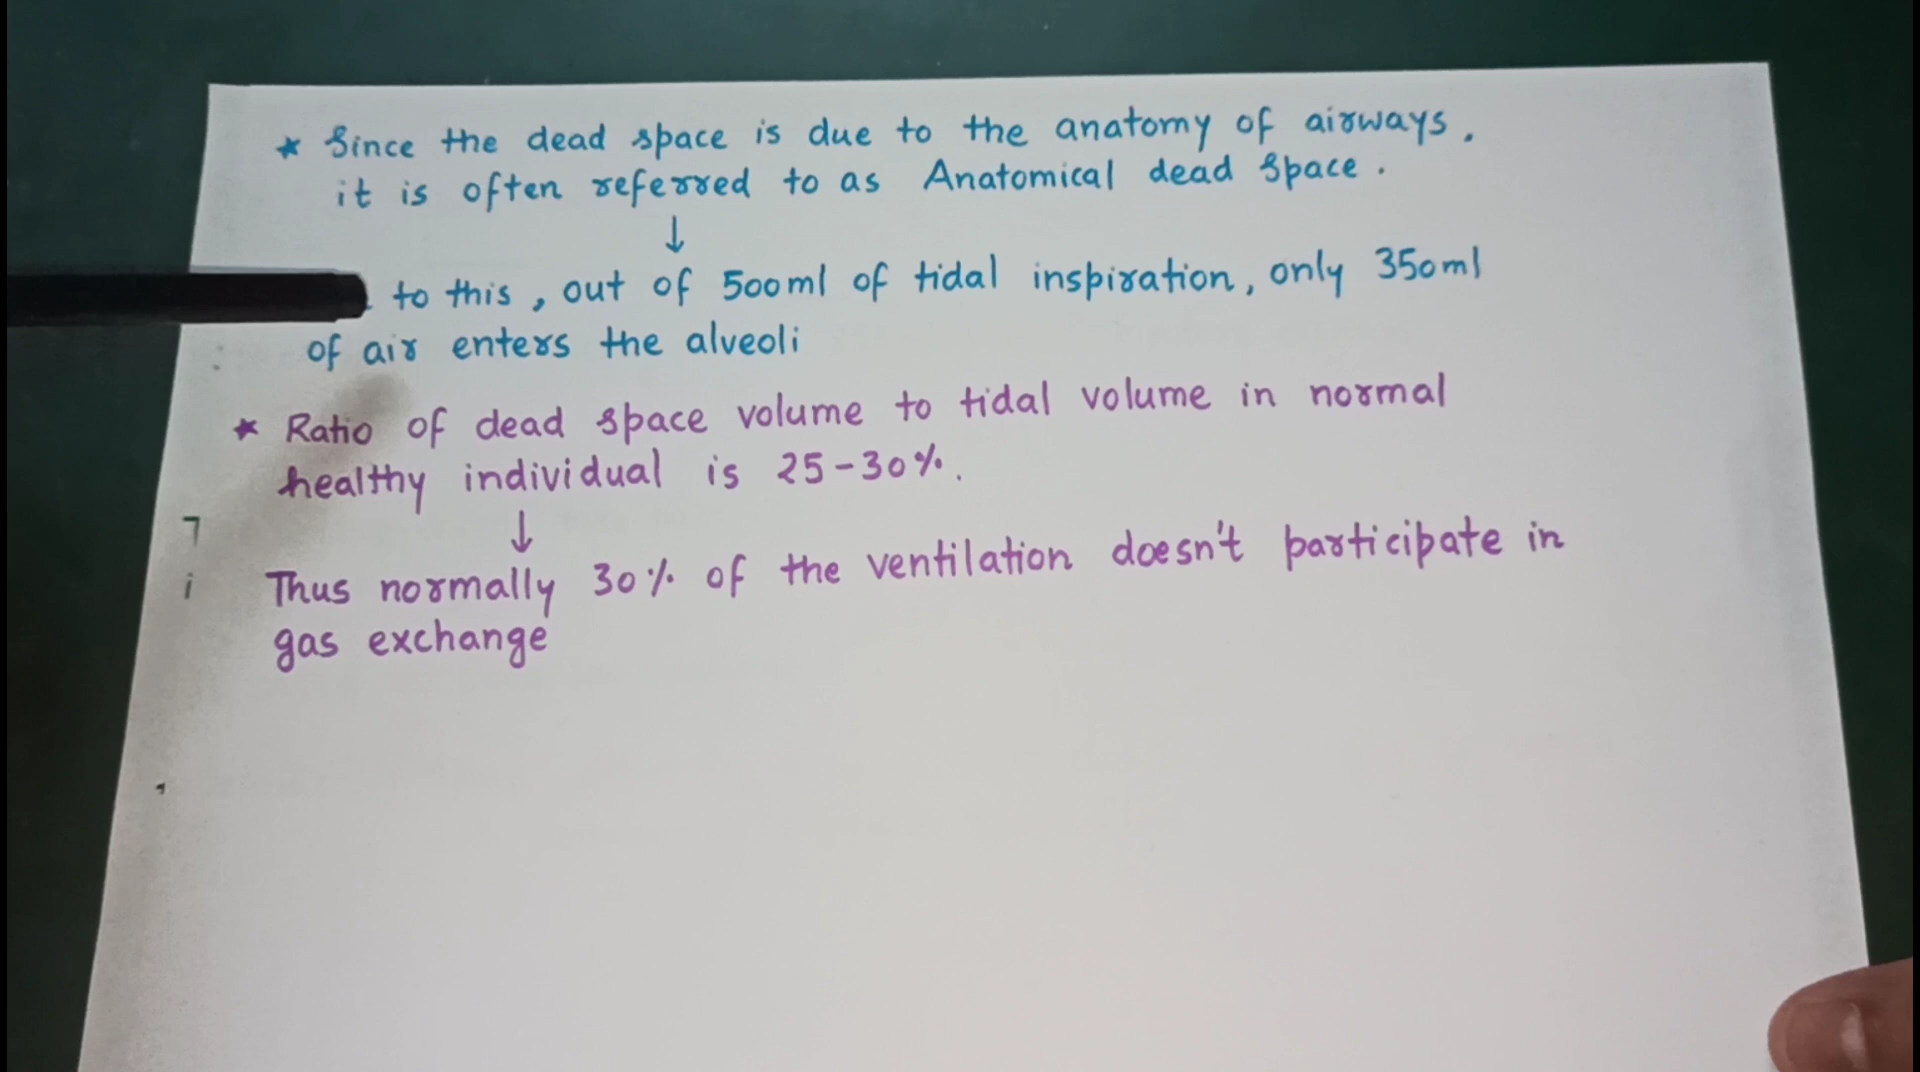 * Since the dead space is due to the anatomy of airways,
it is often referred to as Anatomical dead space.
↓
to this, out of 500ml of tidal inspiration, only 350ml
of air enters the alveoli
* Ratio of dead space volume to tidal volume in normal
healthy individual is 25-30%.
↓
Thus normally 30% of the ventilation doesn't participate in
gas exchange